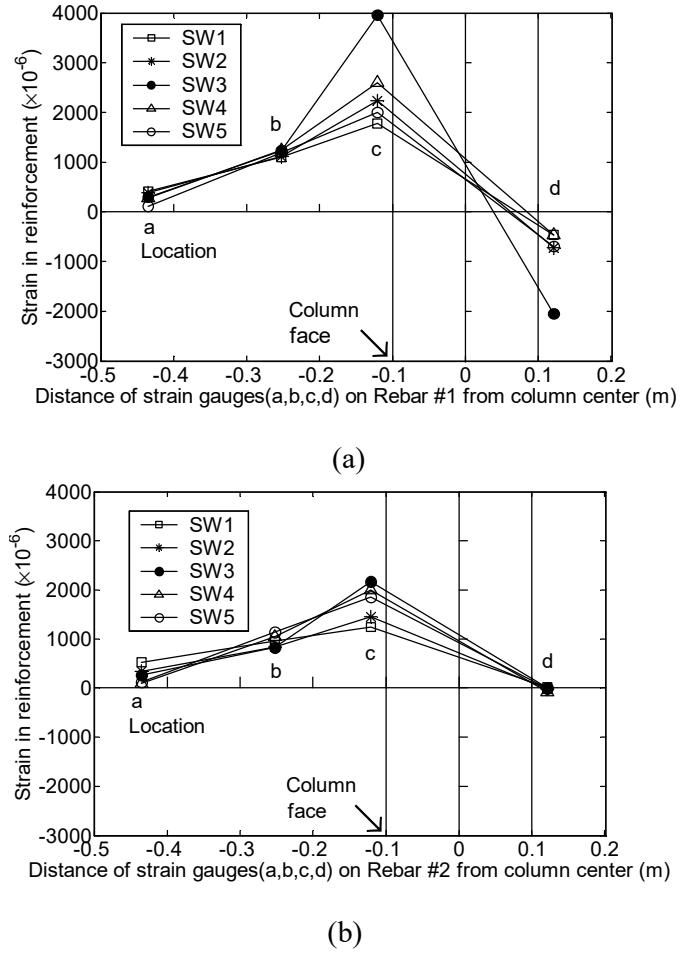 4000
3000
2000
1000
0
-1000
-2000
-3000
Strain in reinforcement (×10⁻⁶)
SW1
SW2
SW3
SW4
SW5
b
c
d
a
Location
Column
face
-0.5 -0.4 -0.3 -0.2 -0.1 0 0.1 0.2
Distance of strain gauges(a,b,c,d) on Rebar #1 from column center (m)
(a)
4000
3000
2000
1000
0
-1000
-2000
-3000
Strain in reinforcement (×10⁻⁶)
SW1
SW2
SW3
SW4
SW5
b
c
d
a
Location
Column
face
-0.5 -0.4 -0.3 -0.2 -0.1 0 0.1 0.2
Distance of strain gauges(a,b,c,d) on Rebar #2 from column center (m)
(b)